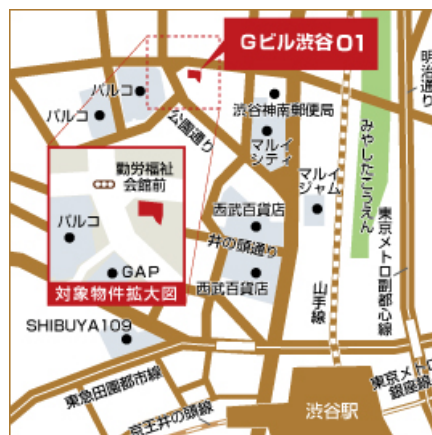 Gビル渋谷01
明治通り
パルコ
パルコ
公園通り
渋谷神南郵便局
マルイ
シティ
みやしたこうえん
勤労福祉
会館前
パルコ
GAP
対象物件拡大図
マルイ
ジャム
西武百貨店
井の頭通り
西武百貨店
山手線
東京メトロ副都心線
SHIBUYA109
東急田園都市線
京王井の頭線
渋谷駅
東京メトロ
銀座線